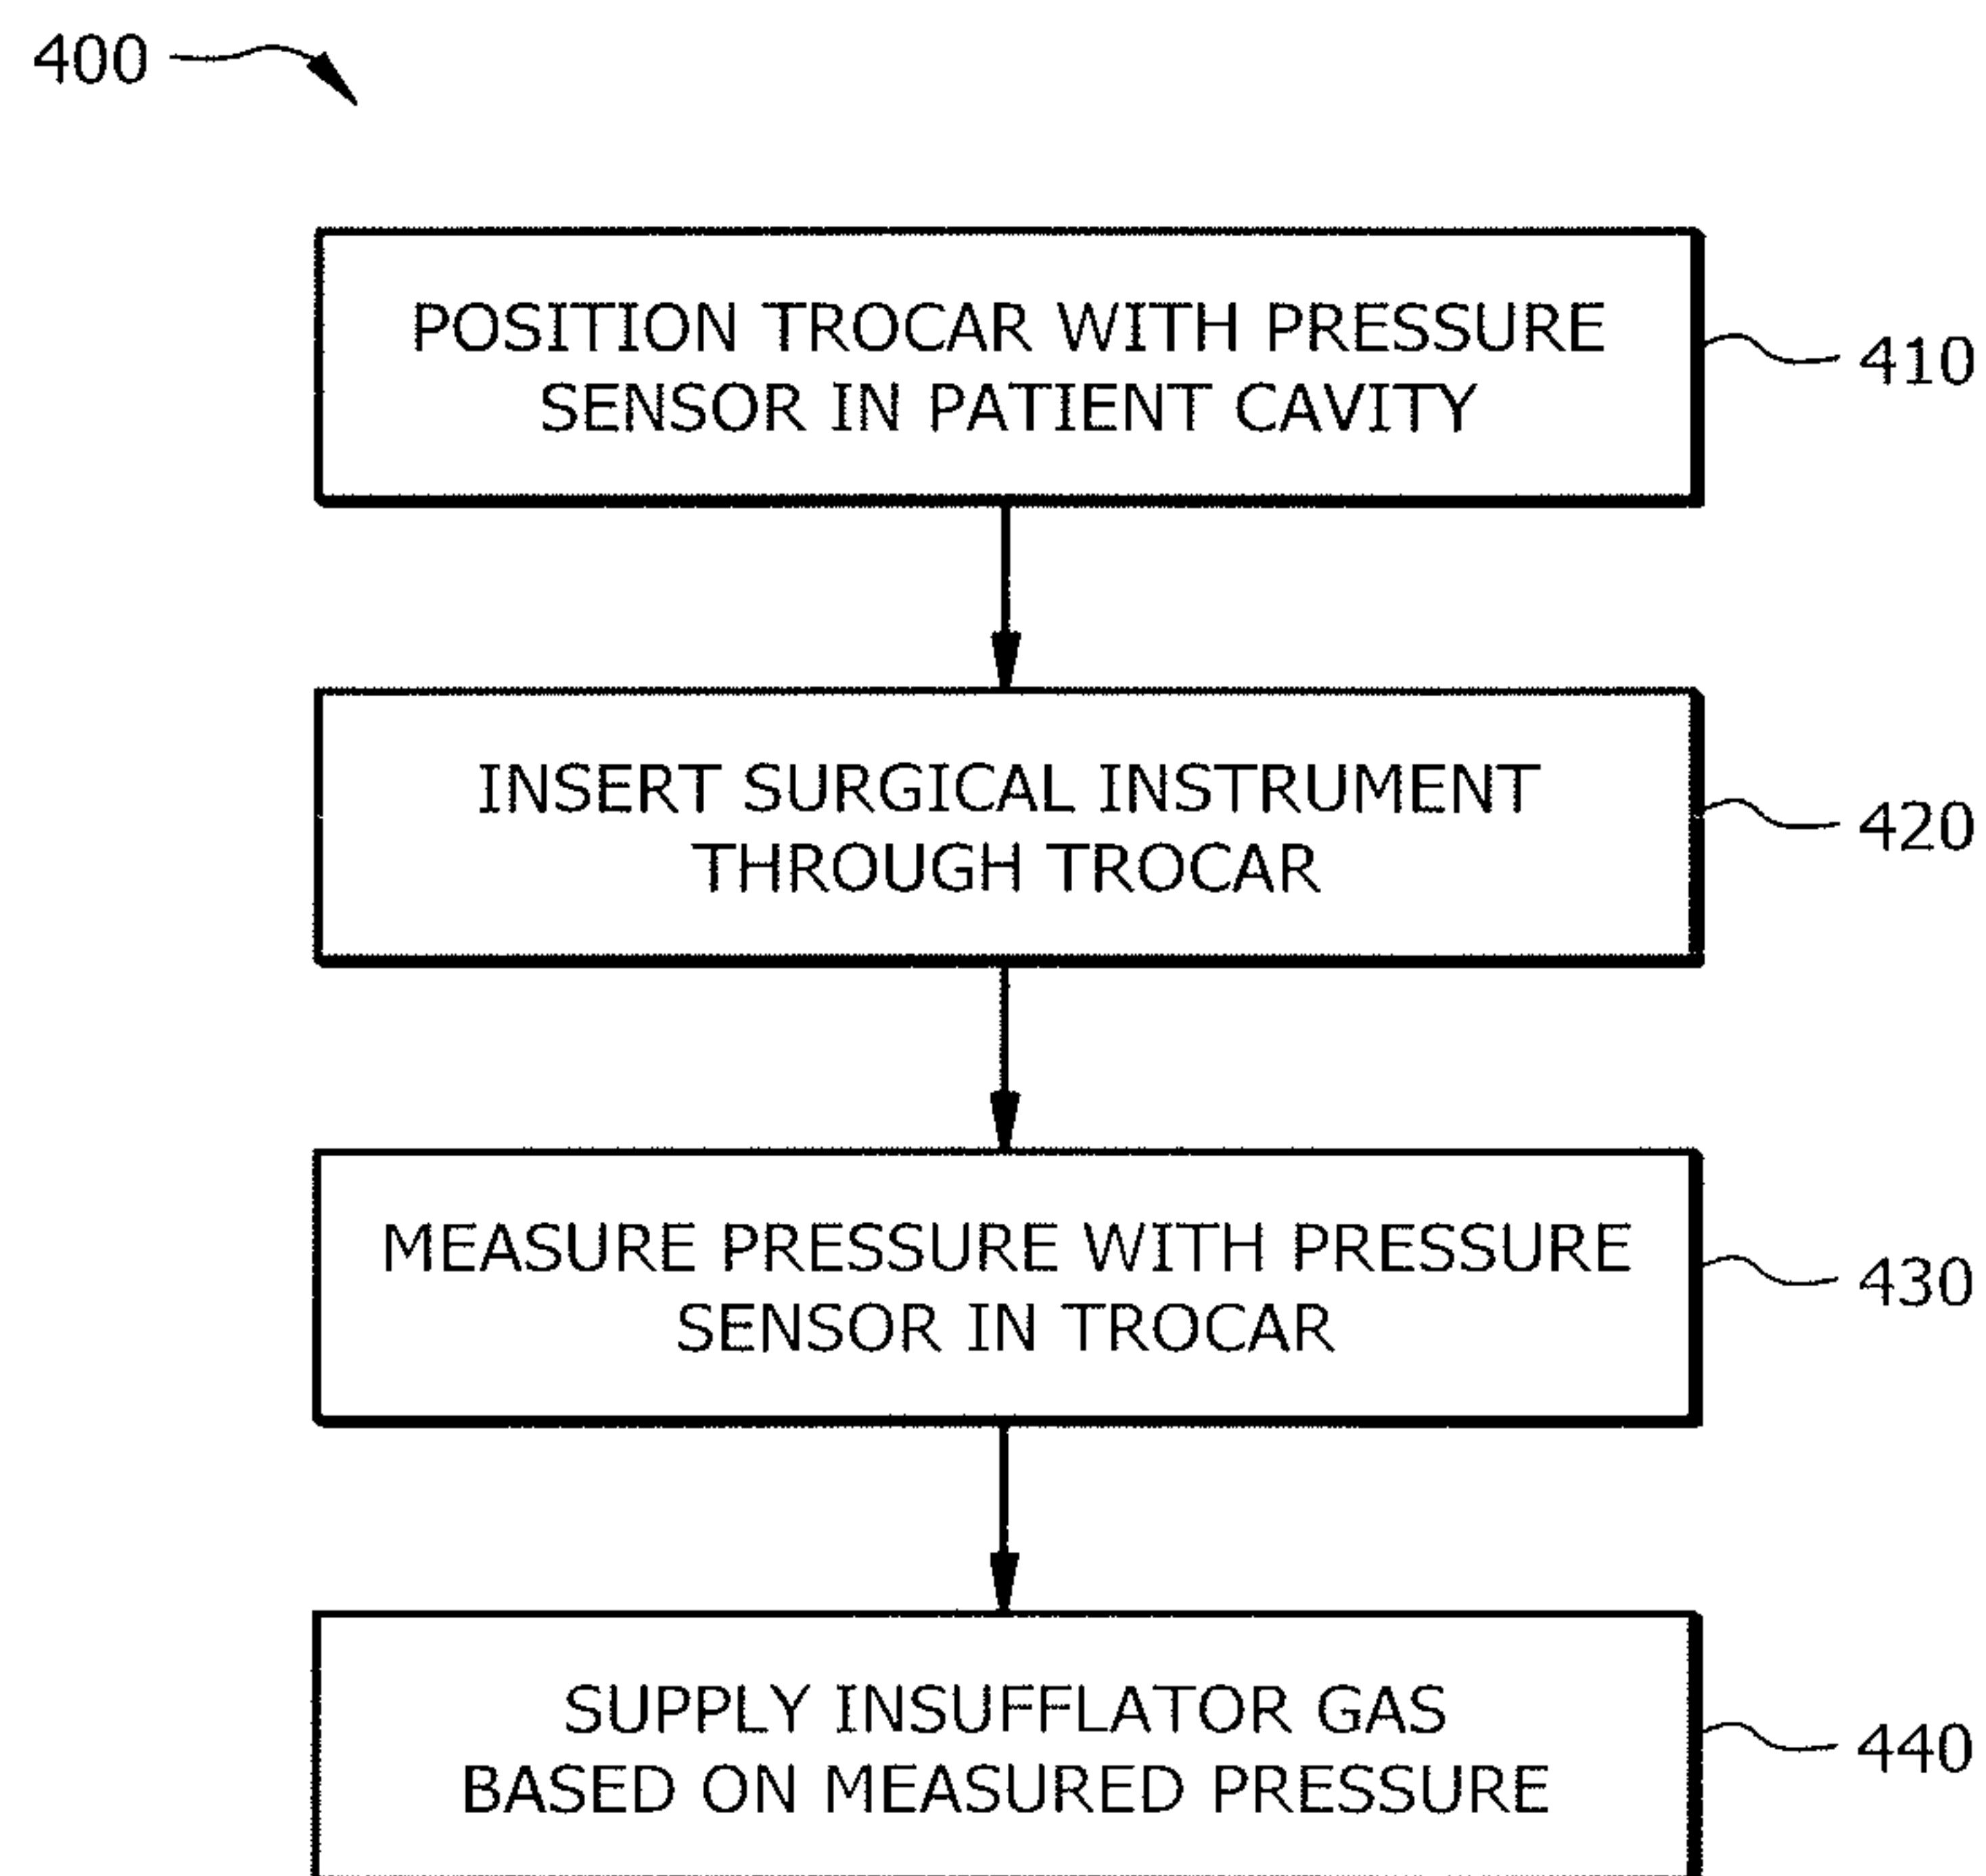 400
POSITION TROCAR WITH PRESSURE
SENSOR IN PATIENT CAVITY
410
INSERT SURGICAL INSTRUMENT
THROUGH TROCAR
420
MEASURE PRESSURE WITH PRESSURE
SENSOR IN TROCAR
430
SUPPLY INSUFFLATOR GAS
BASED ON MEASURED PRESSURE
440